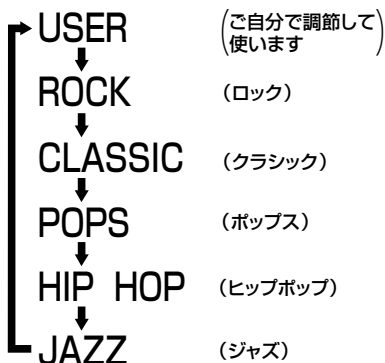 USER (ご自分で調節して
使います)
ROCK (ロック)
CLASSIC (クラシック)
POPS (ポップス)
HIP HOP (ヒップポップ)
JAZZ (ジャズ)